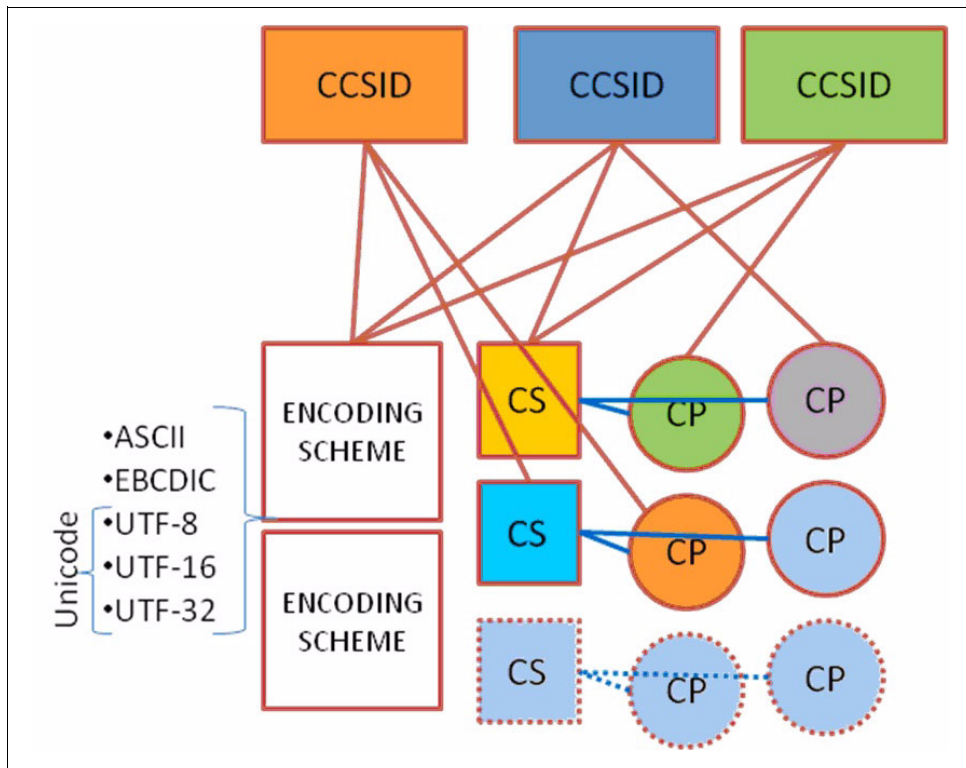 CCSID
CCSID
CCSID
ENCODING
SCHEME
CS
CP
CP
•ASCII
•EBCDIC
•UTF-8
•UTF-16
•UTF-32
Unicode
CS
CP
CP
ENCODING
SCHEME
CS
CP
CP